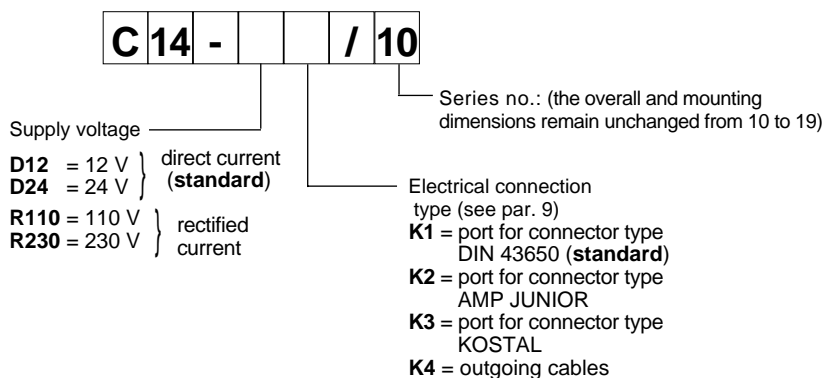 C 14 - / 10
Series no.: (the overall and mounting
dimensions remain unchanged from 10 to 19)
Supply voltage
D12 = 12 V
D24 = 24 V
direct current
(standard)
R110 = 110 V
R230 = 230 V
rectified
current
Electrical connection
type (see par. 9)
K1 = port for connector type
DIN 43650 (standard)
K2 = port for connector type
AMP JUNIOR
K3 = port for connector type
KOSTAL
K4 = outgoing cables